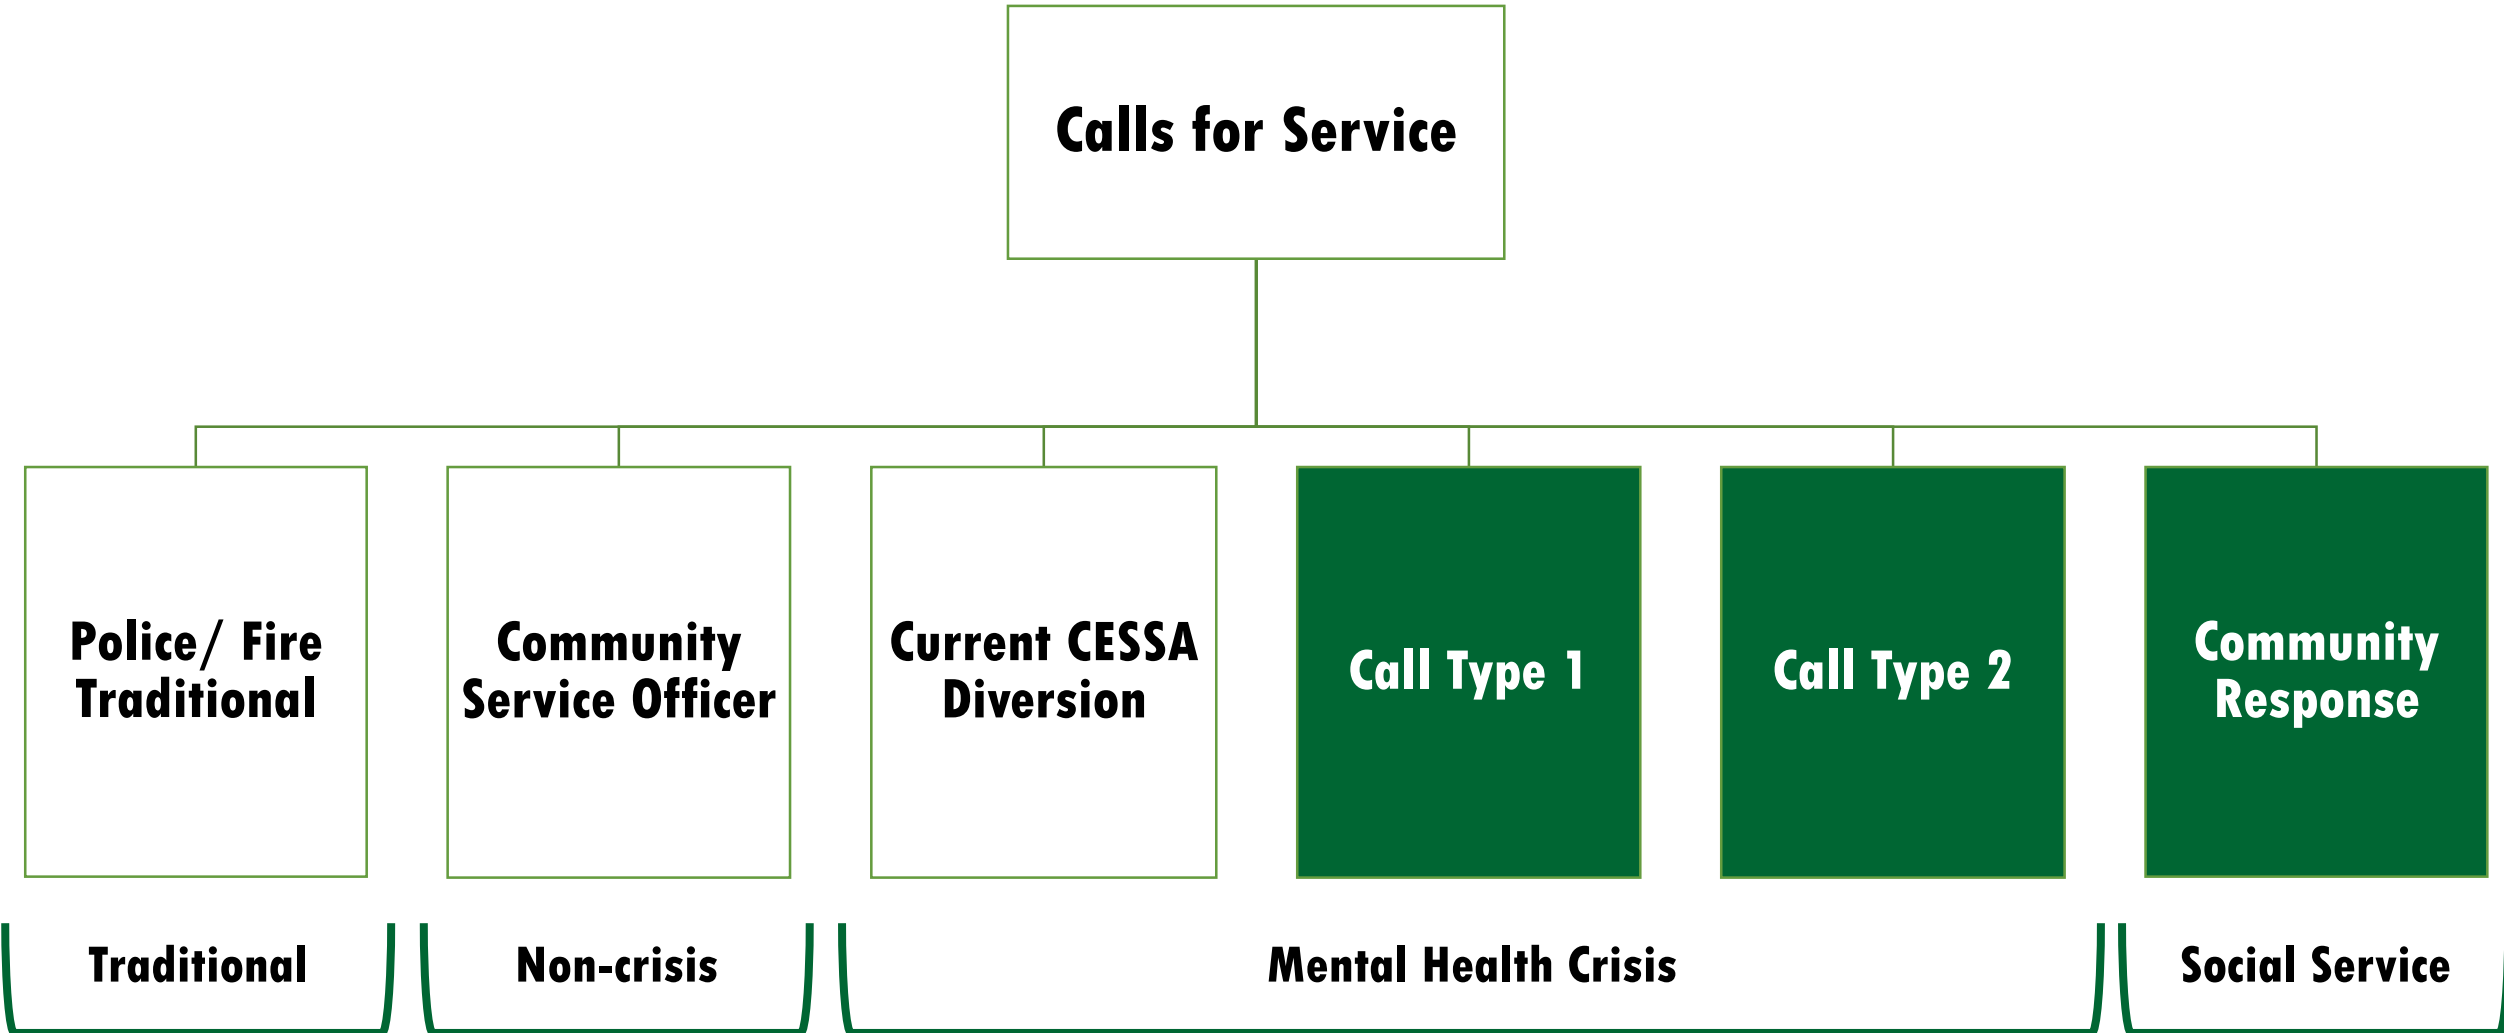 Calls for Service
Police/ Fire
Traditional
Community
Service Officer
Current CESSA
Diversion
Call Type 1
Call Type 2
Community
Response
Traditional
Non-crisis
Mental Health Crisis
Social Service